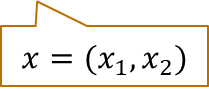 x = (x₁, x₂)